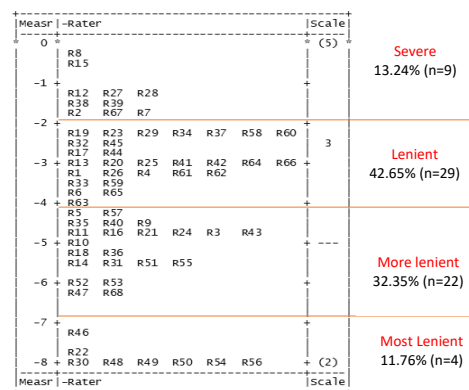 Measr|-Rater |Scale|
0 (5)
R8
R15
-1
R12 R27 R28
R38 R39
R2 R67 R7
-2
R19 R23 R29 R34 R37 R58 R60
R32 R45 3
R17 R44
-3 R13 R20 R25 R41 R42 R64 R66
R1 R26 R4 R61 R62
R33 R59
R6 R65
-4 R63
R5 R57
R35 R40 R9
R11 R16 R21 R24 R3 R43
-5 R10 ---
R18 R36
R14 R31 R51 R55
-6 R52 R53
R47 R68
-7
R46
R22
-8 R30 R48 R49 R50 R54 R56 (2)
Measr|-Rater |Scale|
Severe
13.24% (n=9)
Lenient
42.65% (n=29)
More lenient
32.35% (n=22)
Most Lenient
11.76% (n=4)